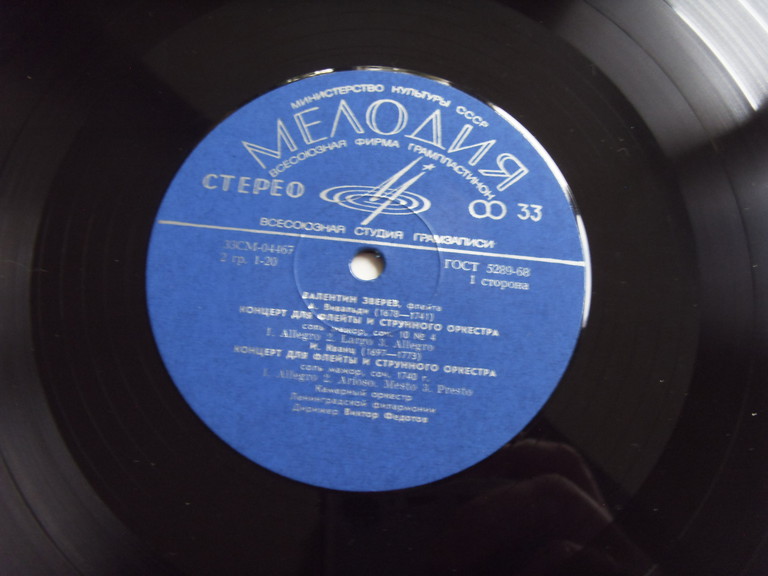 МИНИСТЕРСТВО КУЛЬТУРЫ СССР
МЕЛОДИЯ
ВСЕСОЮЗНАЯ ФИРМА ГРАМПЛАСТИНОК
СТЕРЕО
33
ВСЕСОЮЗНАЯ СТУДИЯ ГРАМЗАПИСИ
33СМ-04467
ГОСТ 5289-68
2 гр. 1-20
1 сторона
ВАЛЕНТИН ЗВЕРЕВ, флейта
А. Вивальди (1678—1741)
КОНЦЕРТ ДЛЯ ФЛЕЙТЫ И СТРУННОГО ОРКЕСТРА
соль мажор, соч. 10 № 4
1. Allegro 2. Largo 3. Allegro
И. Кванц (1697—1773)
КОНЦЕРТ ДЛЯ ФЛЕЙТЫ И СТРУННОГО ОРКЕСТРА
соль мажор, соч. 1740 г.
1. Allegro 2. Arioso. Mesto 3. Presto
Камерный оркестр
Ленинградской филармонии
Дирижер Виктор Федотов